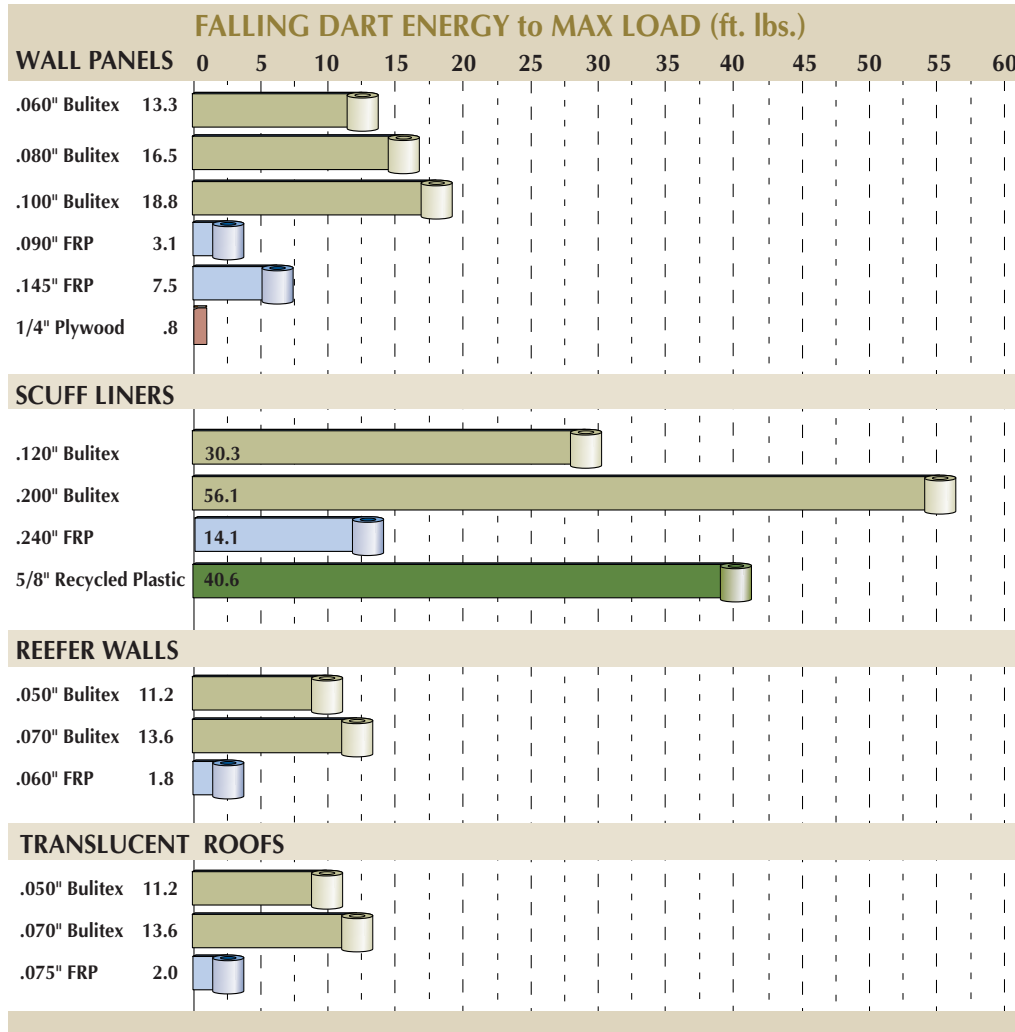 FALLING DART ENERGY to MAX LOAD (ft. lbs.)
WALL PANELS 0 5 10 15 20 25 30 35 40 45 50 55 60
.060" Bulitex 13.3
.080" Bulitex 16.5
.100" Bulitex 18.8
.090" FRP 3.1
.145" FRP 7.5
1/4" Plywood .8
SCUFF LINERS
.120" Bulitex 30.3
.200" Bulitex 56.1
.240" FRP 14.1
5/8" Recycled Plastic 40.6
REEFER WALLS
.050" Bulitex 11.2
.070" Bulitex 13.6
.060" FRP 1.8
TRANSLUCENT ROOFS
.050" Bulitex 11.2
.070" Bulitex 13.6
.075" FRP 2.0